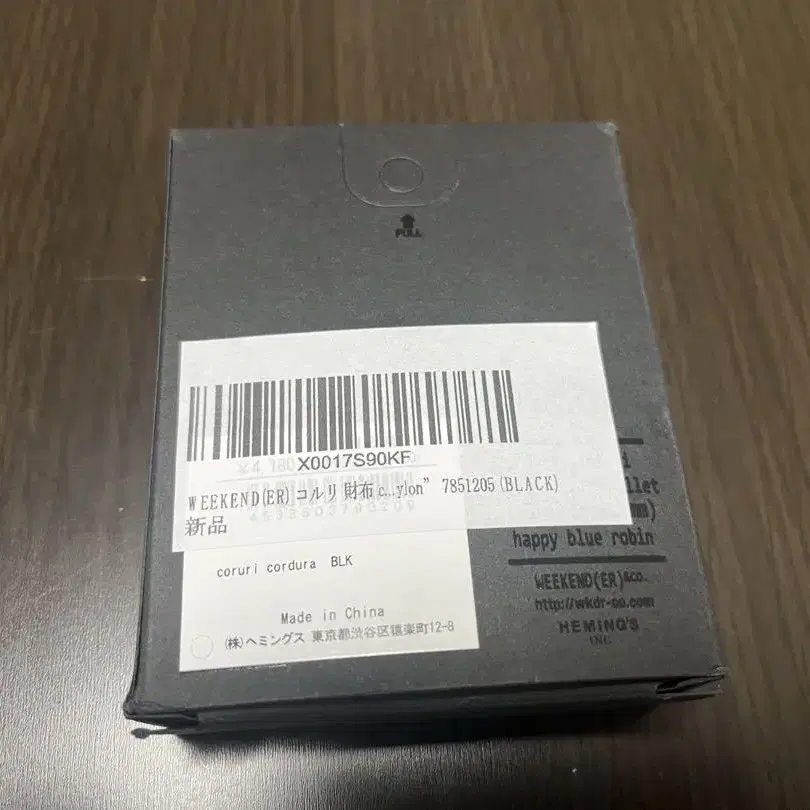 PULL
X0017S90KF
WEEKEND(ER) コルリ 財布 c...ylon” 7851205 (BLACK)
新品
coruri cordura BLK
Made in China
(株)ヘミングス 東京都渋谷区猿楽町12-8
happy blue robin
WEEKEND(ER)&co.
http://wkdr-co.com
HEMING'S
INC